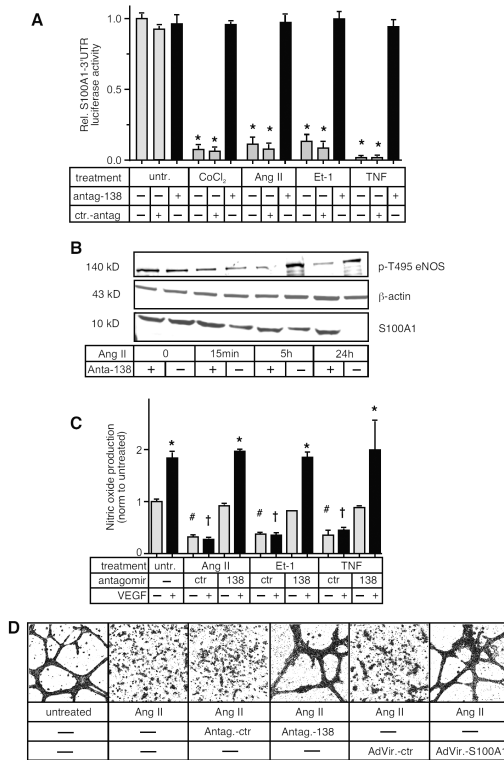 A
Rel. S100A1-3'UTR
luciferase activity
1.0
0.5
0.0
* * * * * * * *
treatment untr. CoCl2 Ang II Et-1 TNF
antag-138 – – + – – + – – + – – + – – +
ctr.-antag – + – – + – – + – – + – – + –
B
140 kD p-T495 eNOS
43 kD β-actin
10 kD S100A1
Ang II 0 15min 5h 24h
Anta-138 + – + – + – + –
C
Nitric oxide production
(norm to untreated)
2
1
0
* # † * # † * # † *
treatment untr. Ang II Et-1 TNF
antagomir – ctr 138 ctr 138 ctr 138
VEGF – + – + – + – + – + – + – +
D
untreated Ang II Ang II Ang II Ang II Ang II
– – Antag.-ctr Antag.-138 – –
– – – – AdVir.-ctr AdVir.-S100A1